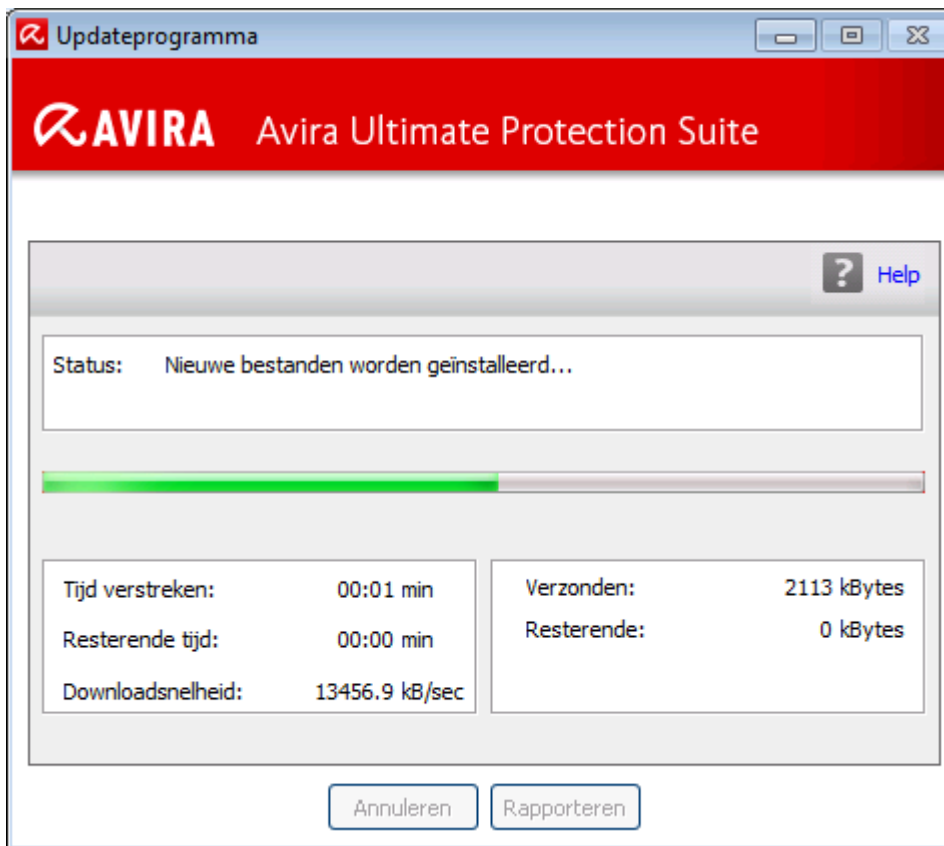 Updateprogramma
AVIRA Avira Ultimate Protection Suite
? Help
Status: Nieuwe bestanden worden geïnstalleerd...
Tijd verstreken: 00:01 min
Resterende tijd: 00:00 min
Downloadsnelheid: 13456.9 kB/sec
Verzonden: 2113 kBytes
Resterende: 0 kBytes
Annuleren Rapporteren